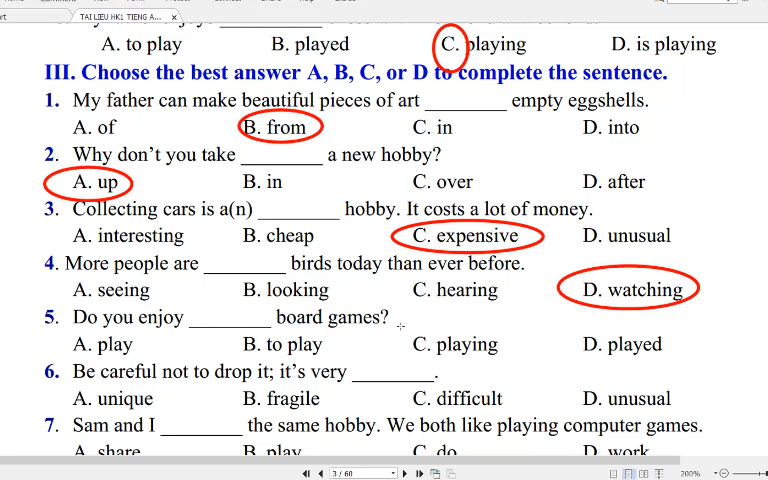 TAI LIEU HK1 TIENG A...
A. to play B. played C. playing D. is playing
III. Choose the best answer A, B, C, or D to complete the sentence.
1. My father can make beautiful pieces of art ________ empty eggshells.
A. of B. from C. in D. into
2. Why don't you take ________ a new hobby?
A. up B. in C. over D. after
3. Collecting cars is a(n) ________ hobby. It costs a lot of money.
A. interesting B. cheap C. expensive D. unusual
4. More people are ________ birds today than ever before.
A. seeing B. looking C. hearing D. watching
5. Do you enjoy ________ board games?
A. play B. to play C. playing D. played
6. Be careful not to drop it; it's very ________.
A. unique B. fragile C. difficult D. unusual
7. Sam and I ________ the same hobby. We both like playing computer games.
A. share B. play C. do D. work
3 / 60 200%